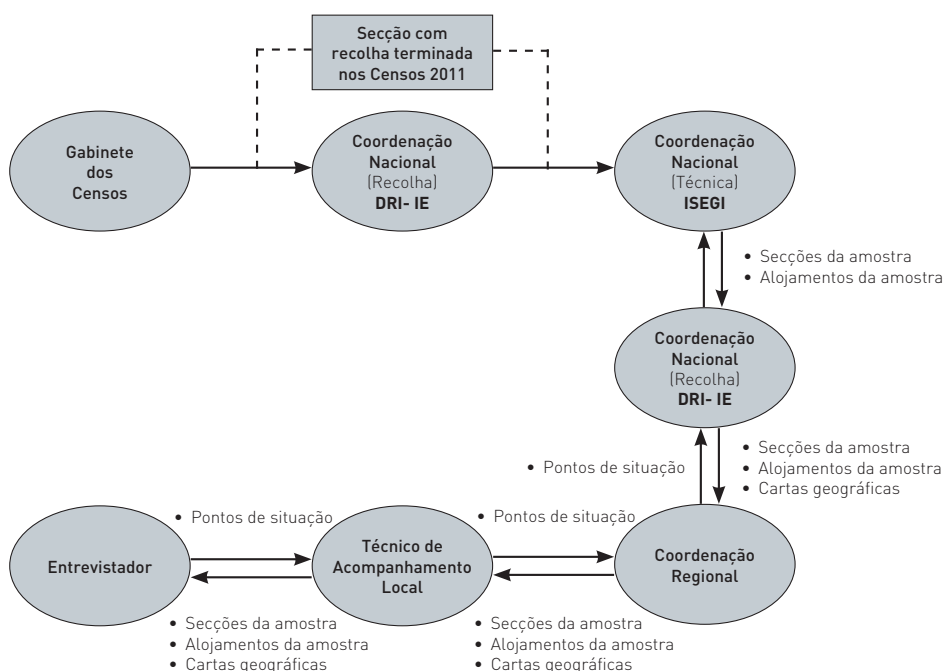 Secção com
recolha terminada
nos Censos 2011
Gabinete
dos
Censos
Coordenação
Nacional
(Recolha)
DRI- IE
Coordenação
Nacional
(Técnica)
ISEGI
• Secções da amostra
• Alojamentos da amostra
Coordenação
Nacional
(Recolha)
DRI- IE
• Pontos de situação
• Secções da amostra
• Alojamentos da amostra
• Cartas geográficas
• Pontos de situação
• Pontos de situação
Entrevistador
Técnico de
Acompanhamento
Local
Coordenação
Regional
• Secções da amostra
• Alojamentos da amostra
• Cartas geográficas
• Secções da amostra
• Alojamentos da amostra
• Cartas geográficas